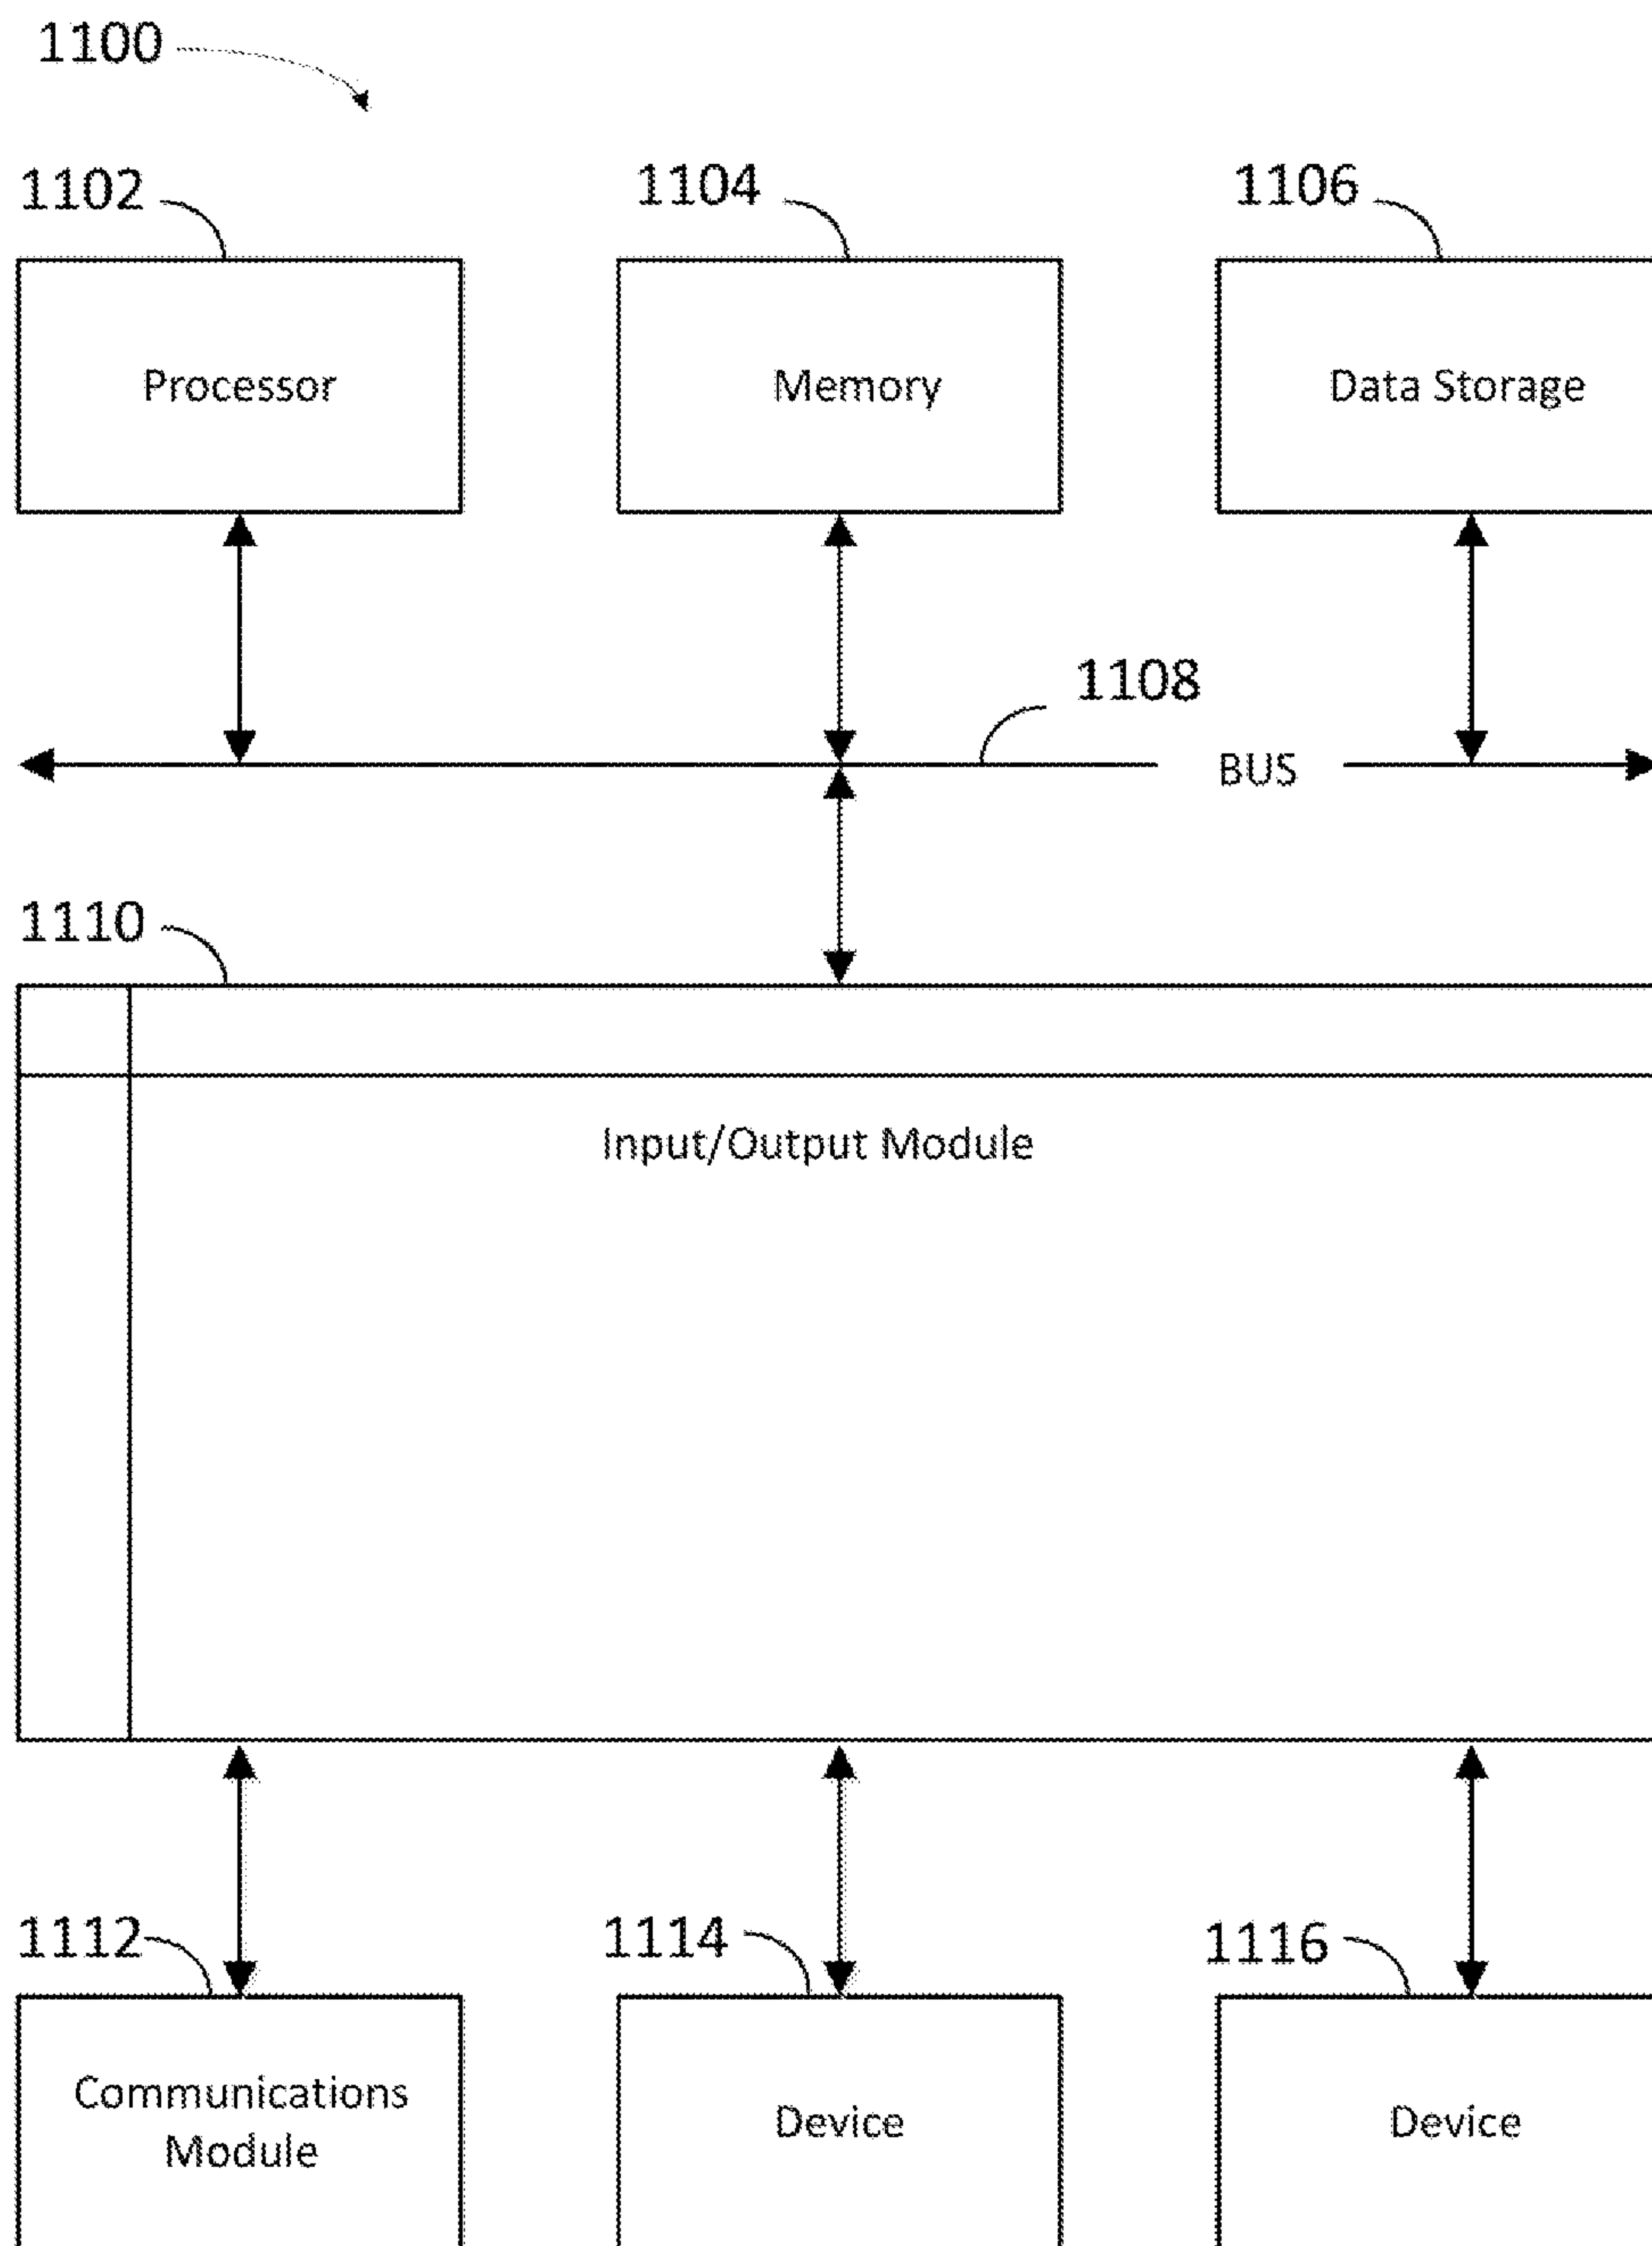 1100
1102
1104
1106
Processor
Memory
Data Storage
1108
BUS
1110
Input/Output Module
1112
1114
1116
Communications
Module
Device
Device